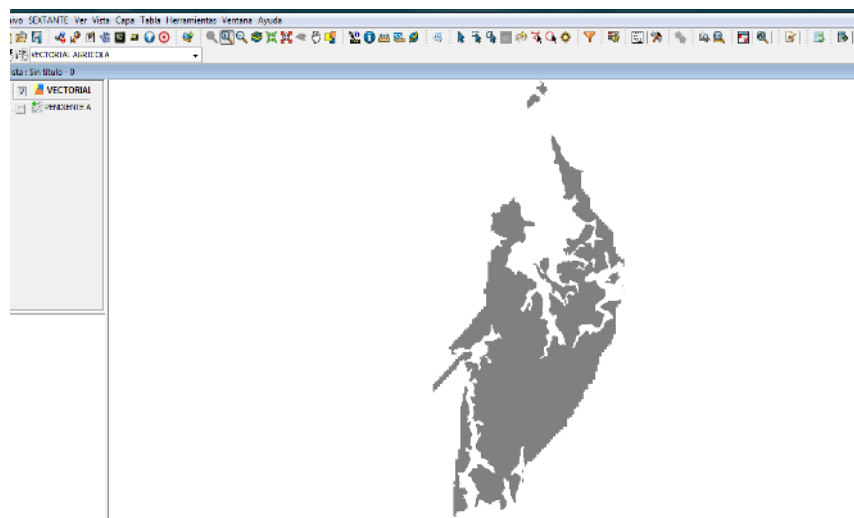 ivo SEXTANTE Ver Vista Capa Tabla Herramientas Ventana Ayuda
VECTORIAL AGRICOLA
sta : Sin título - 0
VECTORIAL
PENDIENTE A